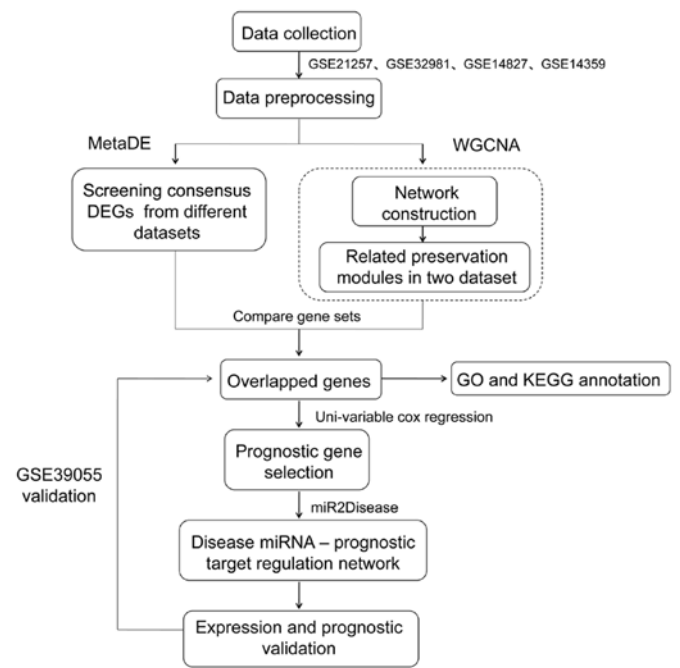 Data collection
GSE21257、GSE32981、GSE14827、GSE14359
Data preprocessing
MetaDE
WGCNA
Screening consensus
DEGs from different
datasets
Network
construction
Related preservation
modules in two dataset
Compare gene sets
Overlapped genes
GO and KEGG annotation
Uni-variable cox regression
Prognostic gene
selection
GSE39055
validation
miR2Disease
Disease miRNA – prognostic
target regulation network
Expression and prognostic
validation